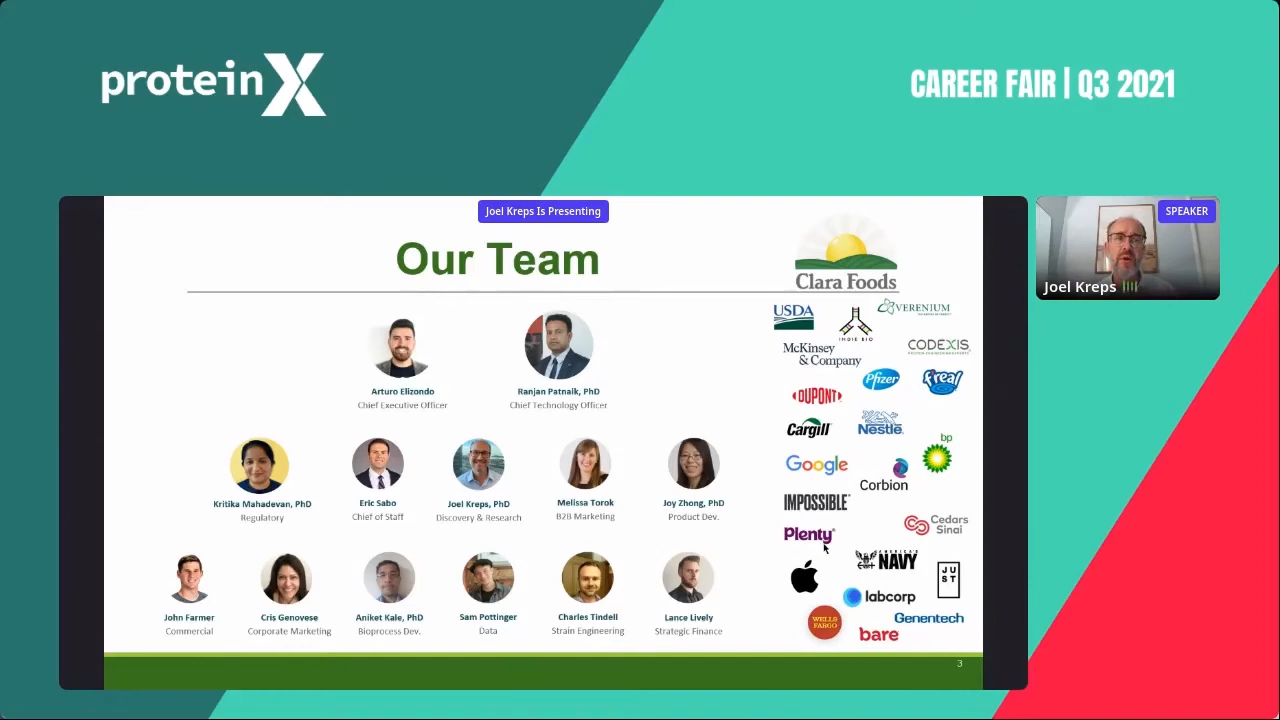 proteinX
CAREER FAIR | Q3 2021
Joel Kreps Is Presenting
SPEAKER
Joel Kreps
Our Team
Clara Foods
Arturo Elizondo
Chief Executive Officer
Ranjan Patnaik, PhD
Chief Technology Officer
Kritika Mahadevan, PhD
Regulatory
Eric Sabo
Chief of Staff
Joel Kreps, PhD
Discovery & Research
Melissa Torok
B2B Marketing
Joy Zhong, PhD
Product Dev.
John Farmer
Commercial
Cris Genovese
Corporate Marketing
Aniket Kale, PhD
Bioprocess Dev.
Sam Pottinger
Data
Charles Tindell
Strain Engineering
Lance Lively
Strategic Finance
USDA
INDIE BIO
VERENIUM
McKinsey
& Company
CODEXIS
Pfizer
f'real
DUPONT
Cargill
Nestle
bp
Google
Corbion
IMPOSSIBLE
Plenty
Cedars
Sinai
AMERICA'S
NAVY
JU
ST
labcorp
WELLS
FARGO
Genentech
bare
3